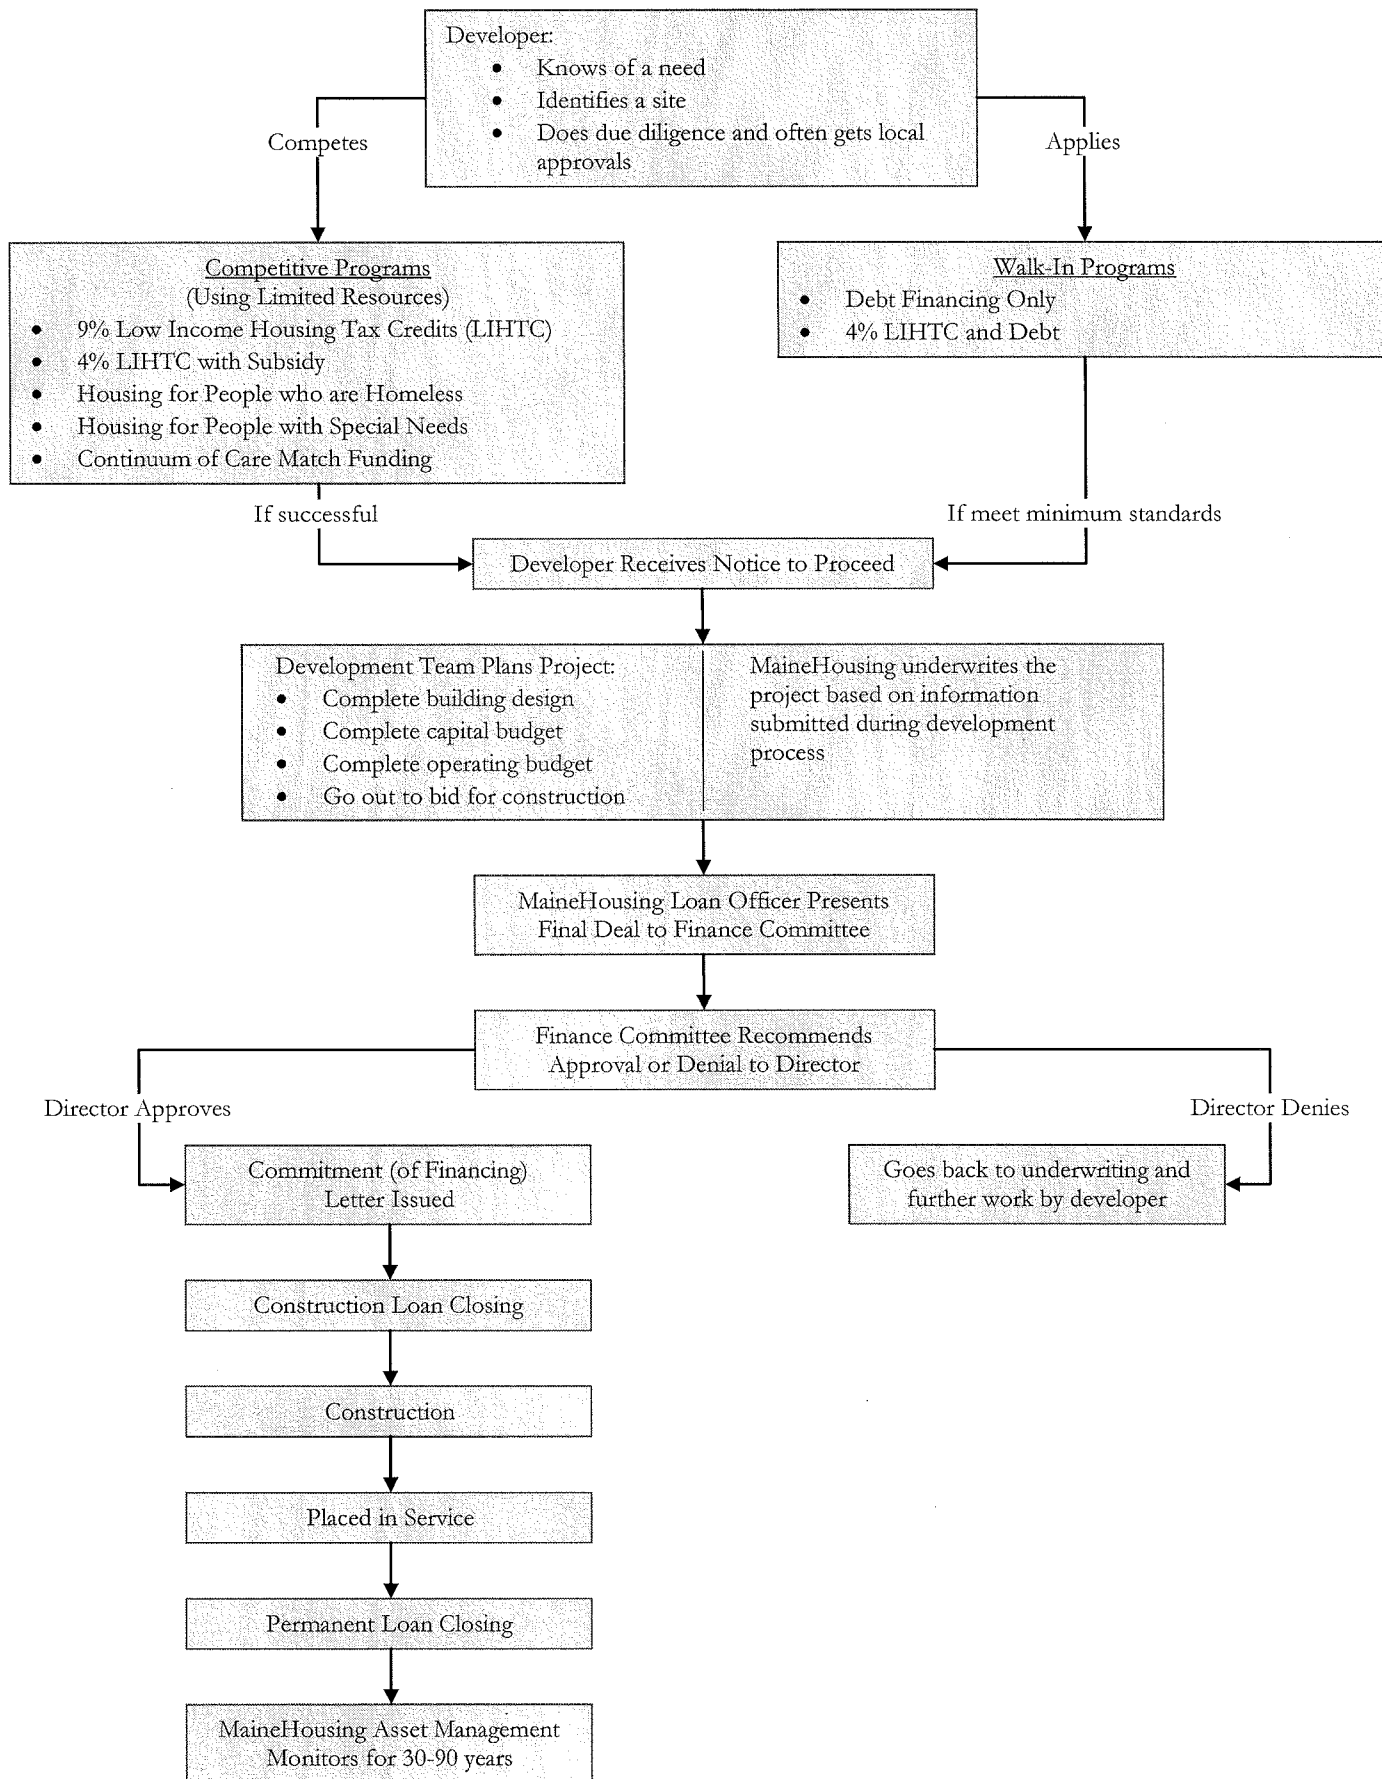 Developer:
• Knows of a need
• Identifies a site
• Does due diligence and often gets local
approvals
Competes
Applies
Competitive Programs
(Using Limited Resources)
• 9% Low Income Housing Tax Credits (LIHTC)
• 4% LIHTC with Subsidy
• Housing for People who are Homeless
• Housing for People with Special Needs
• Continuum of Care Match Funding
Walk-In Programs
• Debt Financing Only
• 4% LIHTC and Debt
If successful
If meet minimum standards
Developer Receives Notice to Proceed
Development Team Plans Project:
• Complete building design
• Complete capital budget
• Complete operating budget
• Go out to bid for construction
MaineHousing underwrites the
project based on information
submitted during development
process
MaineHousing Loan Officer Presents
Final Deal to Finance Committee
Finance Committee Recommends
Approval or Denial to Director
Director Approves
Director Denies
Commitment (of Financing)
Letter Issued
Goes back to underwriting and
further work by developer
Construction Loan Closing
Construction
Placed in Service
Permanent Loan Closing
MaineHousing Asset Management
Monitors for 30-90 years